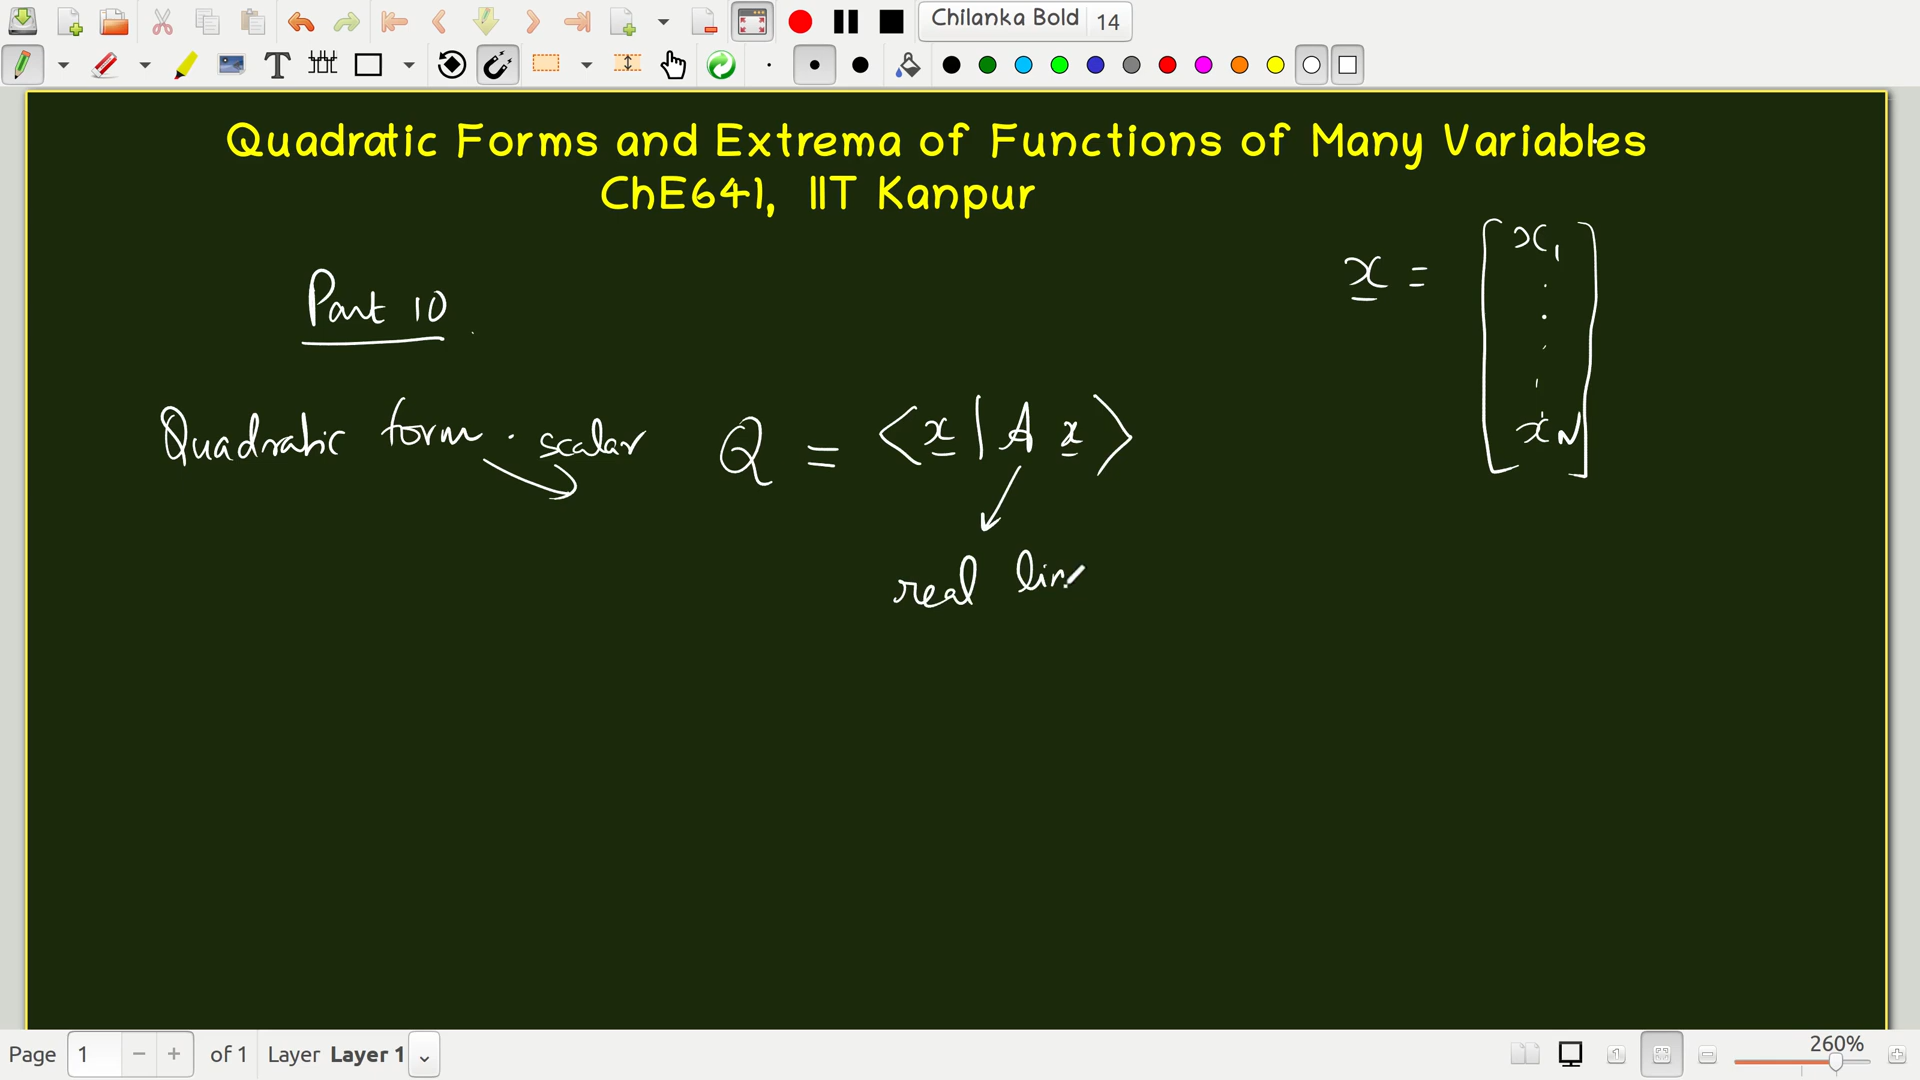 Chilanka Bold 14
Quadratic Forms and Extrema of Functions of Many Variables
ChE641, IIT Kanpur
Part 10
x = [ x1 . . . . . xN ]
Quadratic form . scalar Q = <x | A x>
real lin
Page 1 of 1 Layer Layer 1 260%